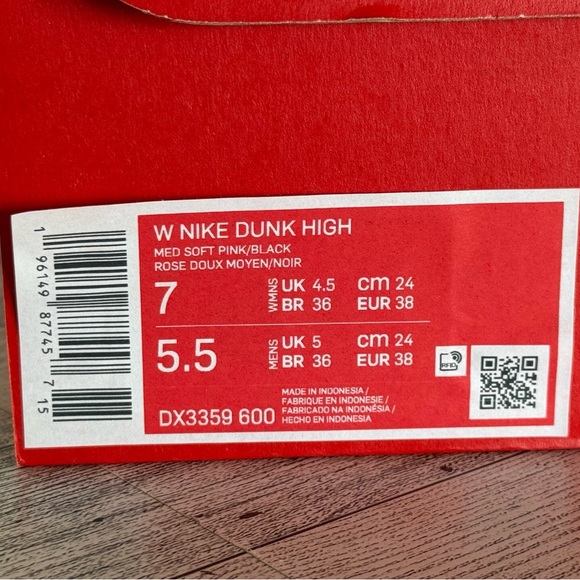 W NIKE DUNK HIGH
MED SOFT PINK/BLACK
ROSE DOUX MOYEN/NOIR
7 WMNS UK 4.5 cm 24
BR 36 EUR 38
5.5 MENS UK 5 cm 24
BR 36 EUR 38
RFID
MADE IN INDONESIA /
FABRIQUE EN INDONESIE /
DX3359 600 FABRICADO NA INDONÉSIA /
HECHO EN INDONESIA
1 96149 87745 7 15